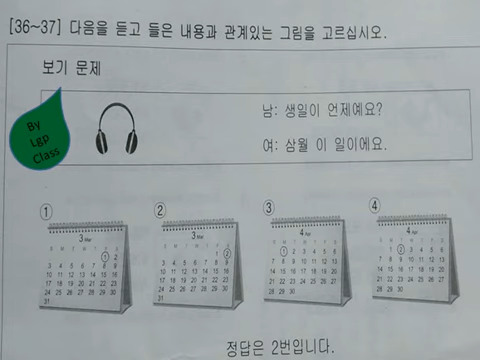 [36~37] 다음을 듣고 들은 내용과 관계있는 그림을 고르십시오.
보기 문제
By
Lgp
Class
남: 생일이 언제예요?
여: 삼월 이 일이에요.
① ② ③ ④
3 Mar
3 Mar
4 Apr
4 Apr
정답은 2번입니다.